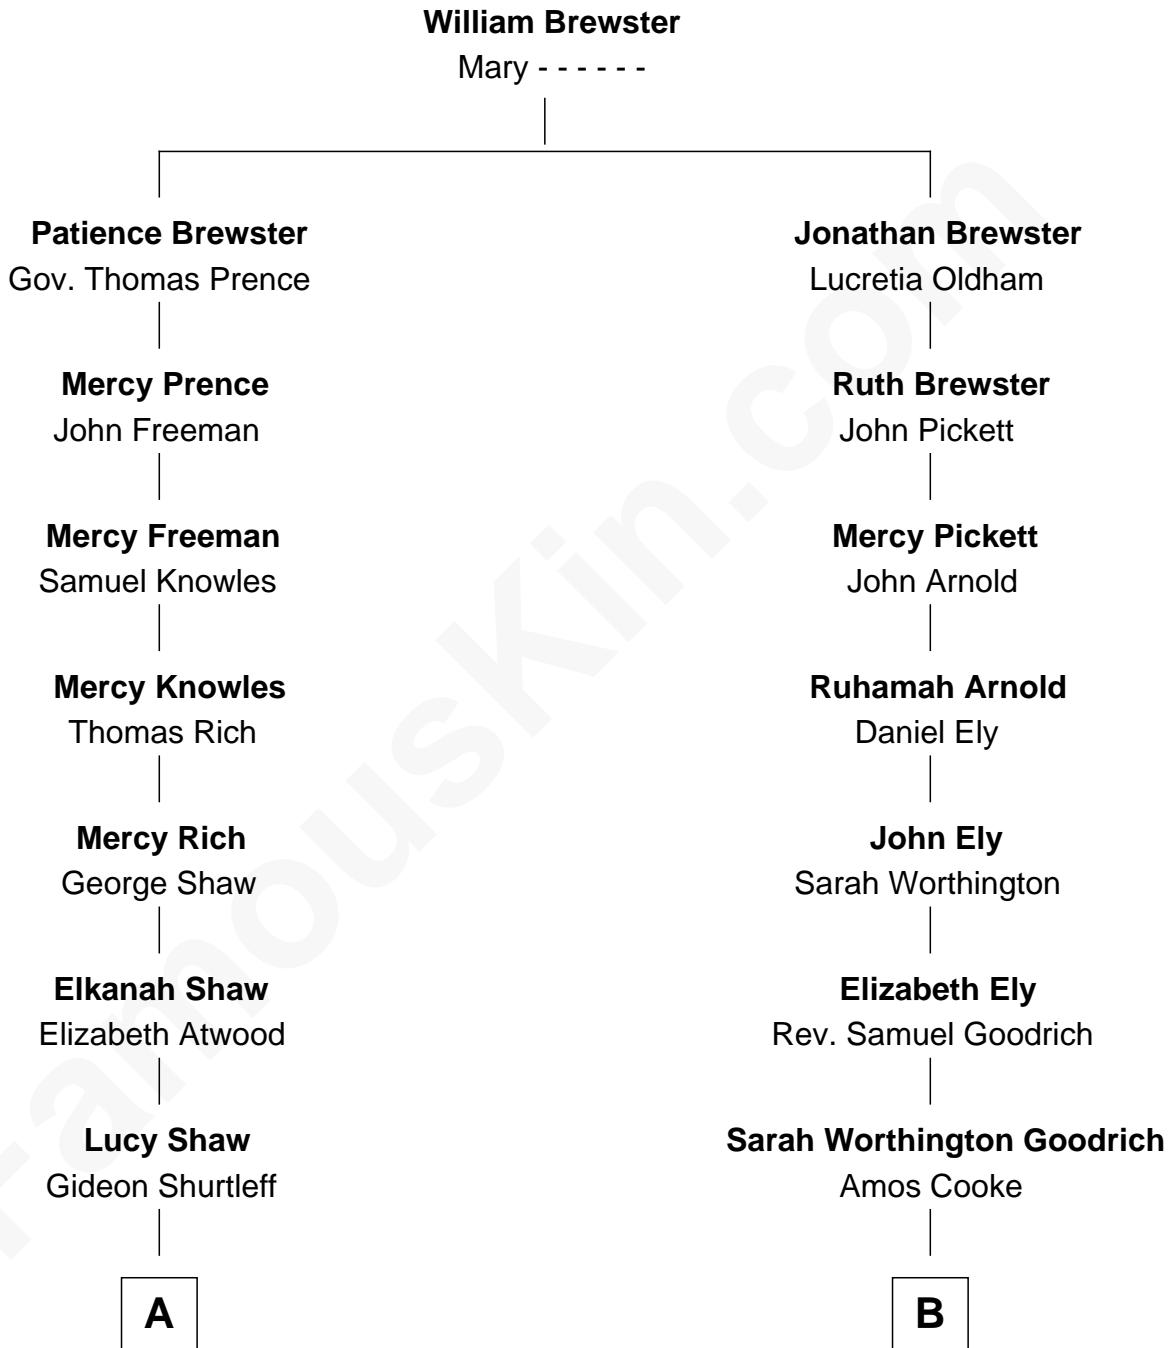 William Brewster
Mary - - - - - -
Patience Brewster
Gov. Thomas Prence
Jonathan Brewster
Lucretia Oldham
Mercy Prence
John Freeman
Ruth Brewster
John Pickett
Mercy Freeman
Samuel Knowles
Mercy Pickett
John Arnold
Mercy Knowles
Thomas Rich
Ruhamah Arnold
Daniel Ely
Mercy Rich
George Shaw
John Ely
Sarah Worthington
Elkanah Shaw
Elizabeth Atwood
Elizabeth Ely
Rev. Samuel Goodrich
Lucy Shaw
Gideon Shurtleff
Sarah Worthington Goodrich
Amos Cooke
A
B
FamousKin.com